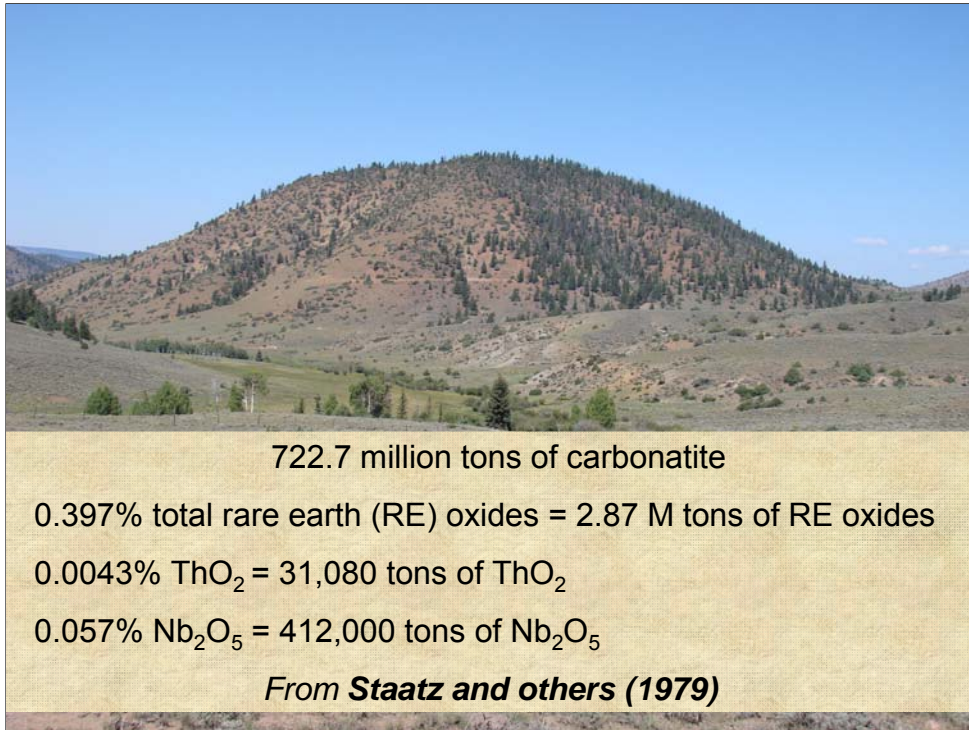 722.7 million tons of carbonatite
0.397% total rare earth (RE) oxides = 2.87 M tons of RE oxides
0.0043% ThO₂ = 31,080 tons of ThO₂
0.057% Nb₂O₅ = 412,000 tons of Nb₂O₅
From Staatz and others (1979)